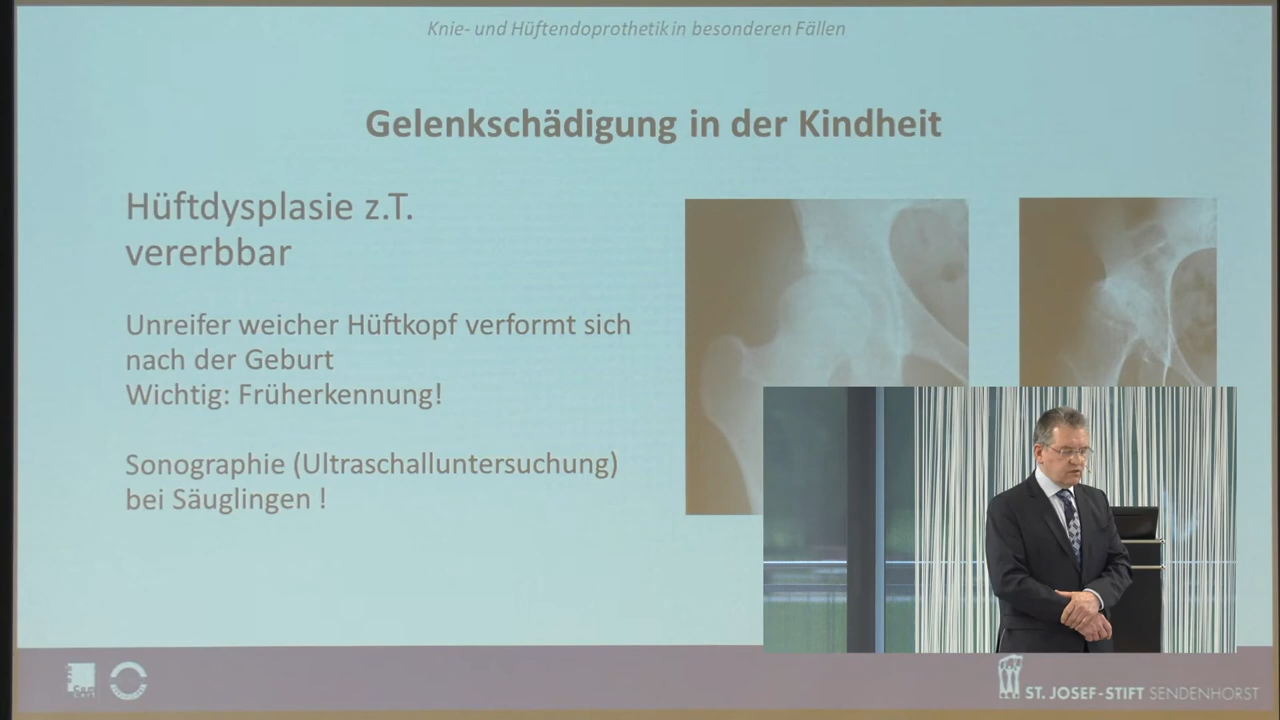 Knie- und Hüftendoprothetik in besonderen Fällen
Gelenkschädigung in der Kindheit
Hüftdysplasie z.T.
vererbbar
Unreifer weicher Hüftkopf verformt sich
nach der Geburt
Wichtig: Früherkennung!
Sonographie (Ultraschalluntersuchung)
bei Säuglingen !
ST. JOSEF-STIFT SENDENHORST